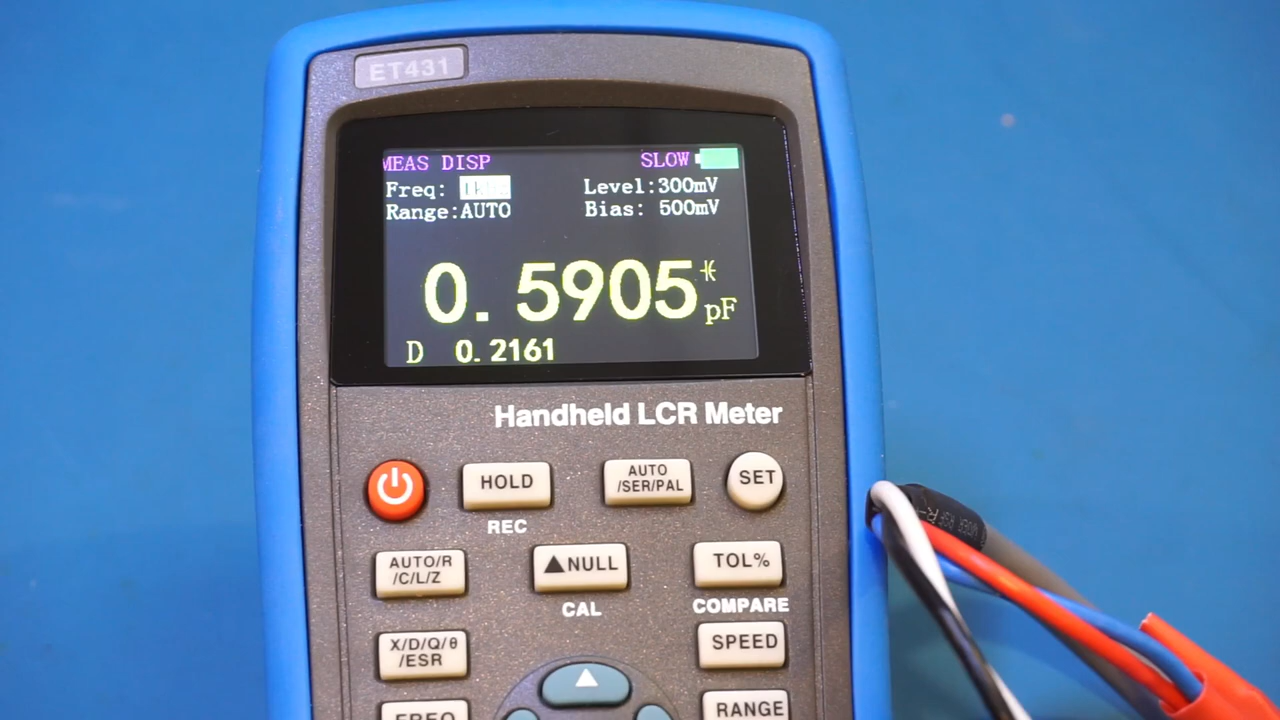 ET431
MEAS DISP SLOW
Freq: Level:300mV
Range:AUTO Bias: 500mV
0.5905 pF
D 0.2161
Handheld LCR Meter
HOLD
AUTO
/SER/PAL
SET
REC
AUTO/R
/C/L/Z
▲NULL
TOL%
CAL
COMPARE
X/D/Q/θ
/ESR
SPEED
FREQ
RANGE